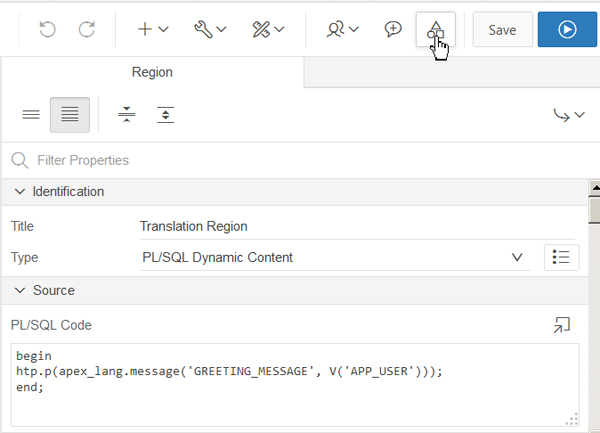 Save
Region
Filter Properties
Identification
Title Translation Region
Type PL/SQL Dynamic Content
Source
PL/SQL Code
begin
htp.p(apex_lang.message('GREETING_MESSAGE', V('APP_USER')));
end;